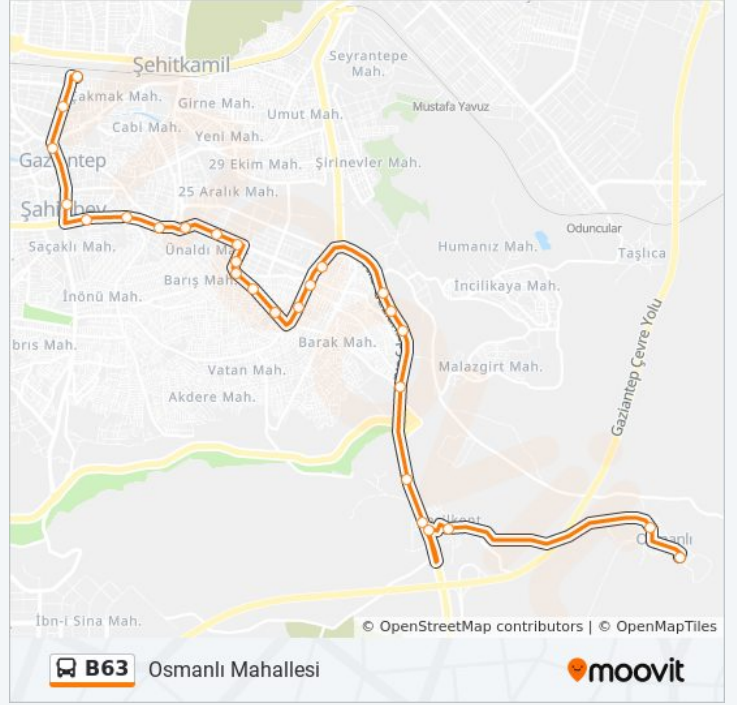 Şehitkamil
Seyrantepe
Mah.
Çakmak Mah.
Girne Mah.
Mustafa Yavuz
Umut Mah.
Cabi Mah.
Yeni Mah.
Gaziantep
29 Ekim Mah.
Şirinevler Mah.
25 Aralık Mah.
Şahinbey
Oduncular
Saçaklı Mah.
Ünaldı Ma
Humanız Mah.
Taşlıca
Barış Mah.
İncilikaya Mah.
İnönü Mah.
Gaziantep Çevre Yolu
brıs Mah.
Barak Mah.
Vatan Mah.
Malazgirt Mah.
Akdere Mah.
Osmanlı
İbn-i Sina Mah.
© OpenStreetMap contributors | © OpenMapTiles
B63 Osmanlı Mahallesi
moovit